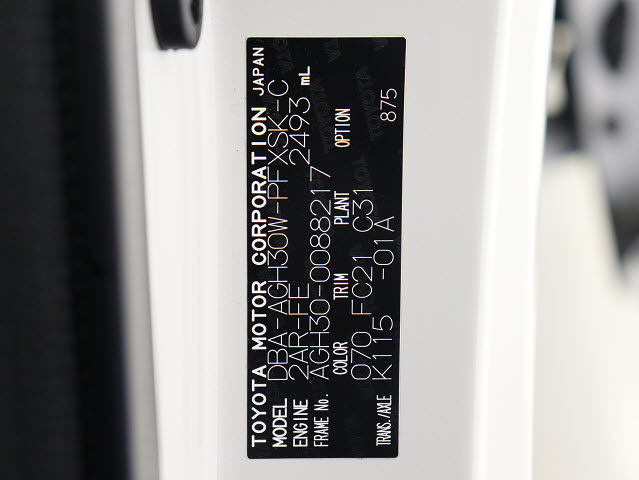 TOYOTA MOTOR CORPORATION JAPAN
MODEL DBA-AGH30W-PFXSK-C
ENGINE 2AR-FE 2493 mL
FRAME No. AGH30-0088217
COLOR TRIM PLANT OPTION
070 FC21 C31 875
TRANS./AXLE K115 -01A